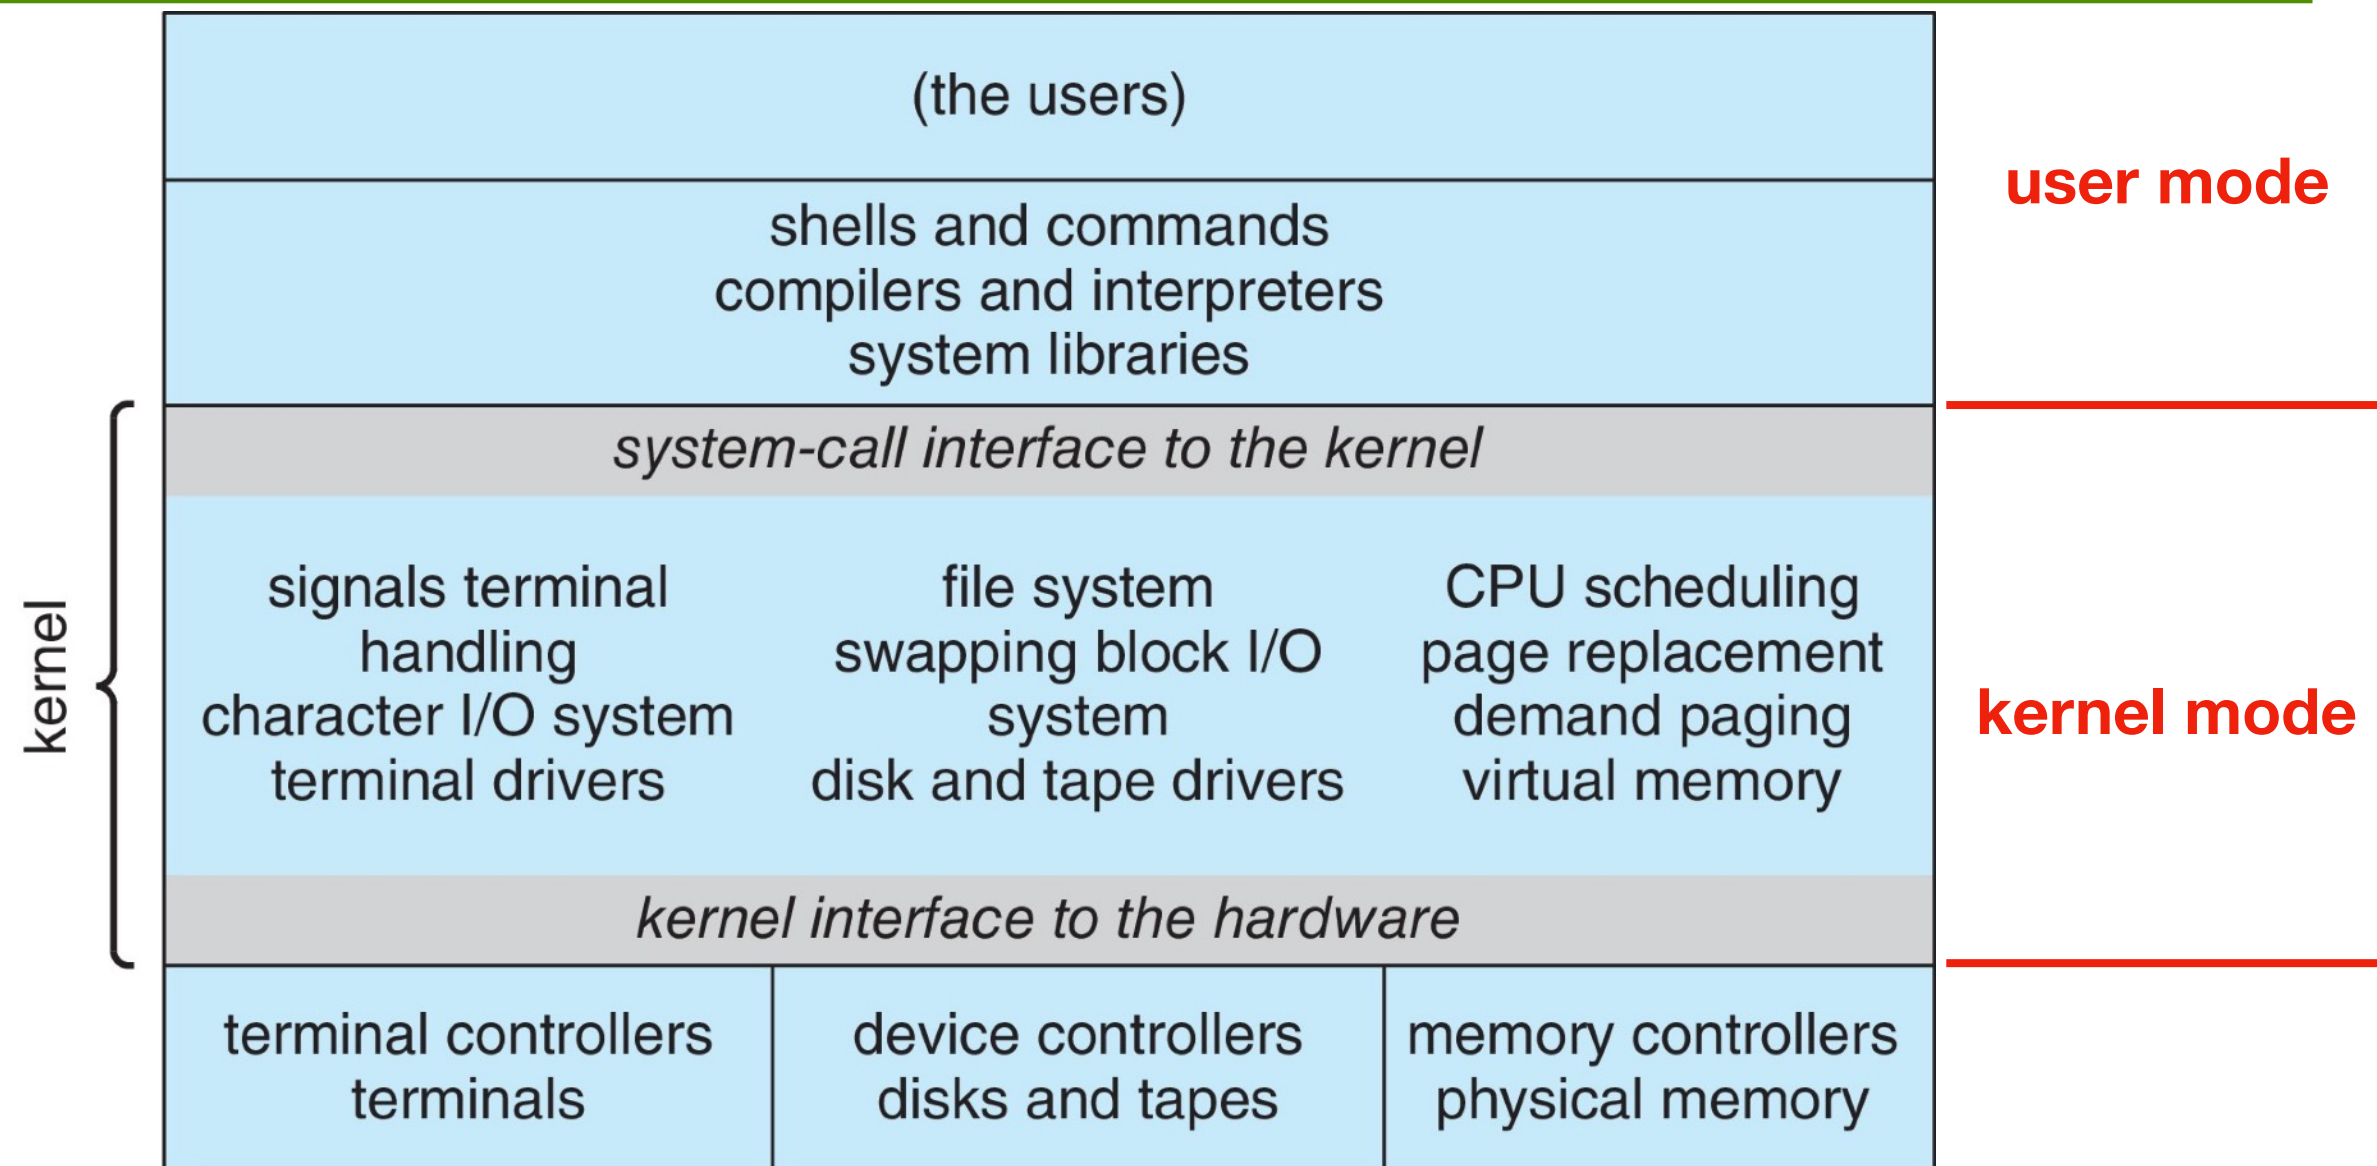 (the users)
user mode
shells and commands
compilers and interpreters
system libraries
system-call interface to the kernel
kernel
signals terminal
handling
character I/O system
terminal drivers
file system
swapping block I/O
system
disk and tape drivers
CPU scheduling
page replacement
demand paging
virtual memory
kernel mode
kernel interface to the hardware
terminal controllers
terminals
device controllers
disks and tapes
memory controllers
physical memory